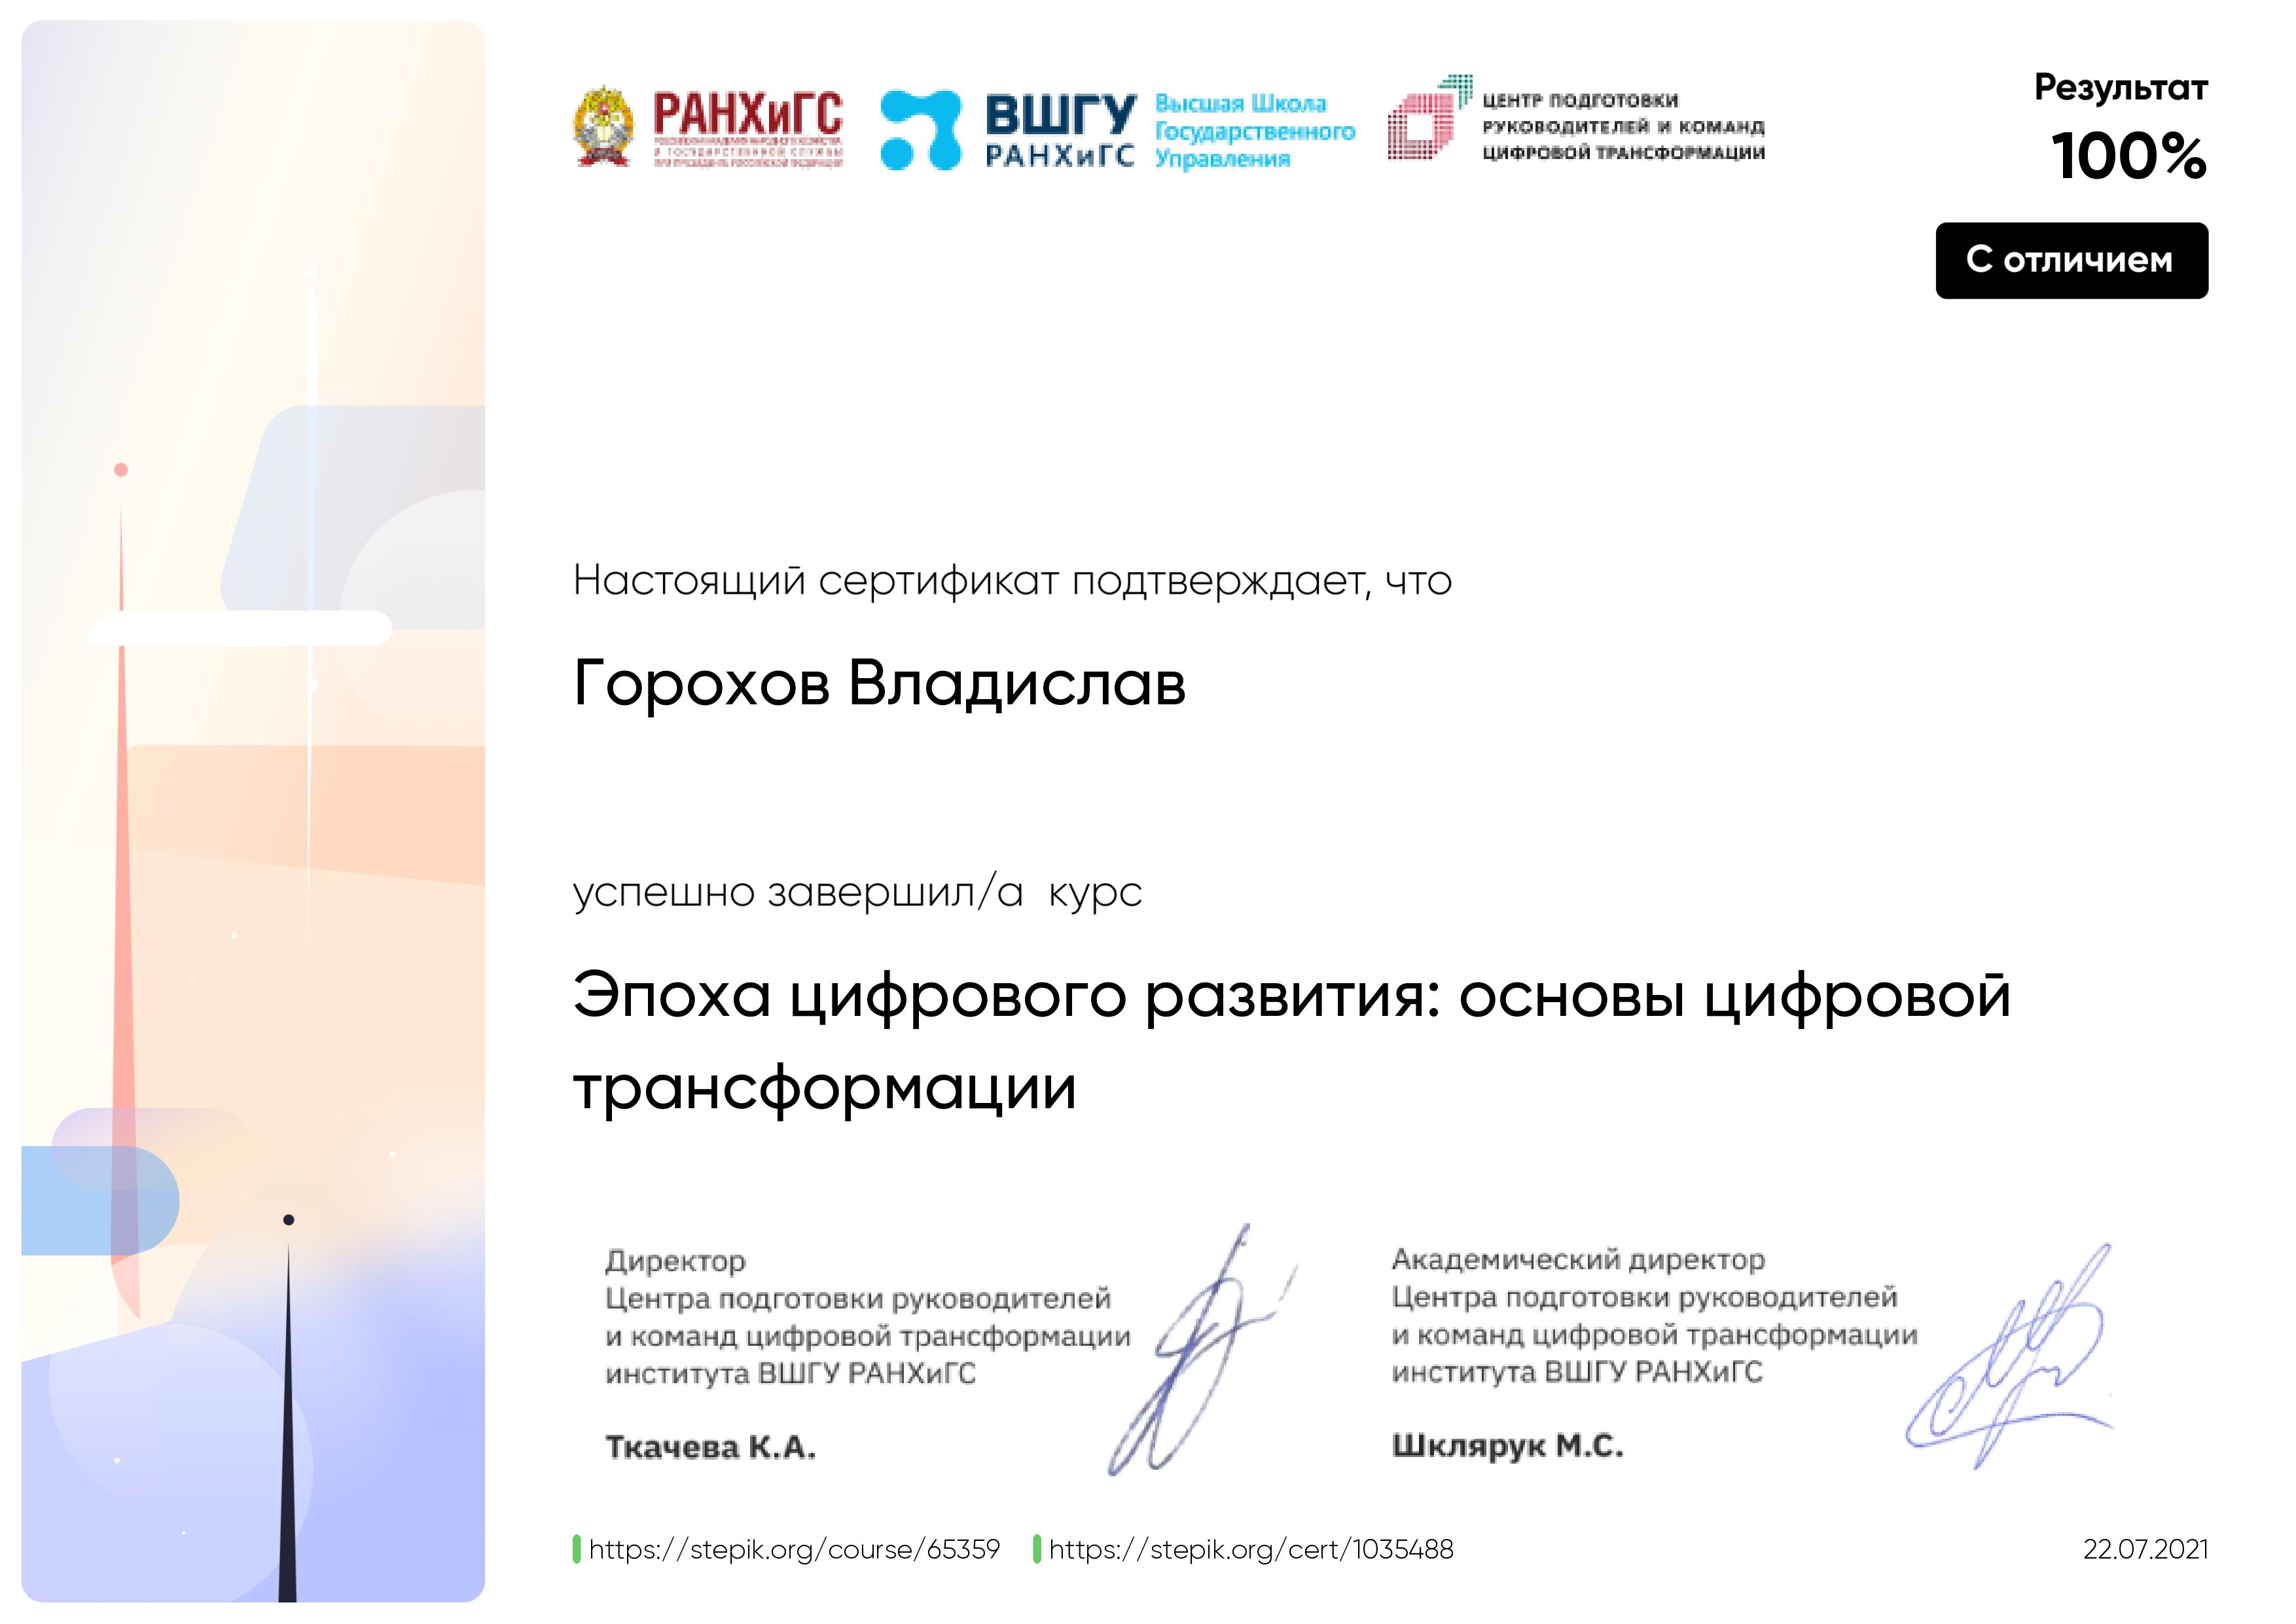 РАНХиГС
ВШГУ
РАНХиГС
Высшая Школа
Государственного
Управления
ЦЕНТР ПОДГОТОВКИ
РУКОВОДИТЕЛЕЙ И КОМАНД
ЦИФРОВОЙ ТРАНСФОРМАЦИИ
Результат
100%
С отличием
Настоящий сертификат подтверждает, что
Горохов Владислав
успешно завершил/а курс
Эпоха цифрового развития: основы цифровой
трансформации
Директор
Центра подготовки руководителей
и команд цифровой трансформации
института ВШГУ РАНХиГС
Ткачева К.А.
Академический директор
Центра подготовки руководителей
и команд цифровой трансформации
института ВШГУ РАНХиГС
Шклярук М.С.
https://stepik.org/course/65359
https://stepik.org/cert/1035488
22.07.2021